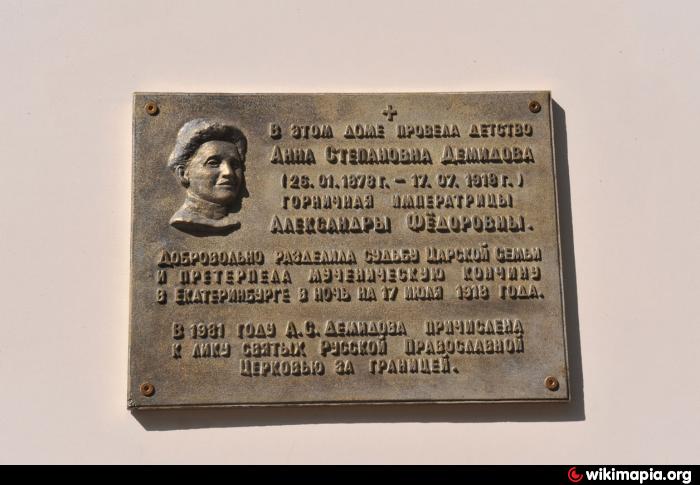 В ЭТОМ ДОМЕ ПРОВЕЛА ДЕТСТВО
АННА СТЕПАНОВНА ДЕМИДОВА
(26.01.1878 Г. – 17.07.1918 Г.)
ГОРНИЧНАЯ ИМПЕРАТРИЦЫ
АЛЕКСАНДРЫ ФЁДОРОВНЫ.
ДОБРОВОЛЬНО РАЗДЕЛИЛА СУДЬБУ ЦАРСКОЙ СЕМЬИ
И ПРЕТЕРПЕЛА МУЧЕНИЧЕСКУЮ КОНЧИНУ
В ЕКАТЕРИНБУРГЕ В НОЧЬ НА 17 ИЮЛЯ 1918 ГОДА.
В 1981 ГОДУ А.С. ДЕМИДОВА ПРИЧИСЛЕНА
К ЛИКУ СВЯТЫХ РУССКОЙ ПРАВОСЛАВНОЙ
ЦЕРКОВЬЮ ЗА ГРАНИЦЕЙ.
wikimapia.org